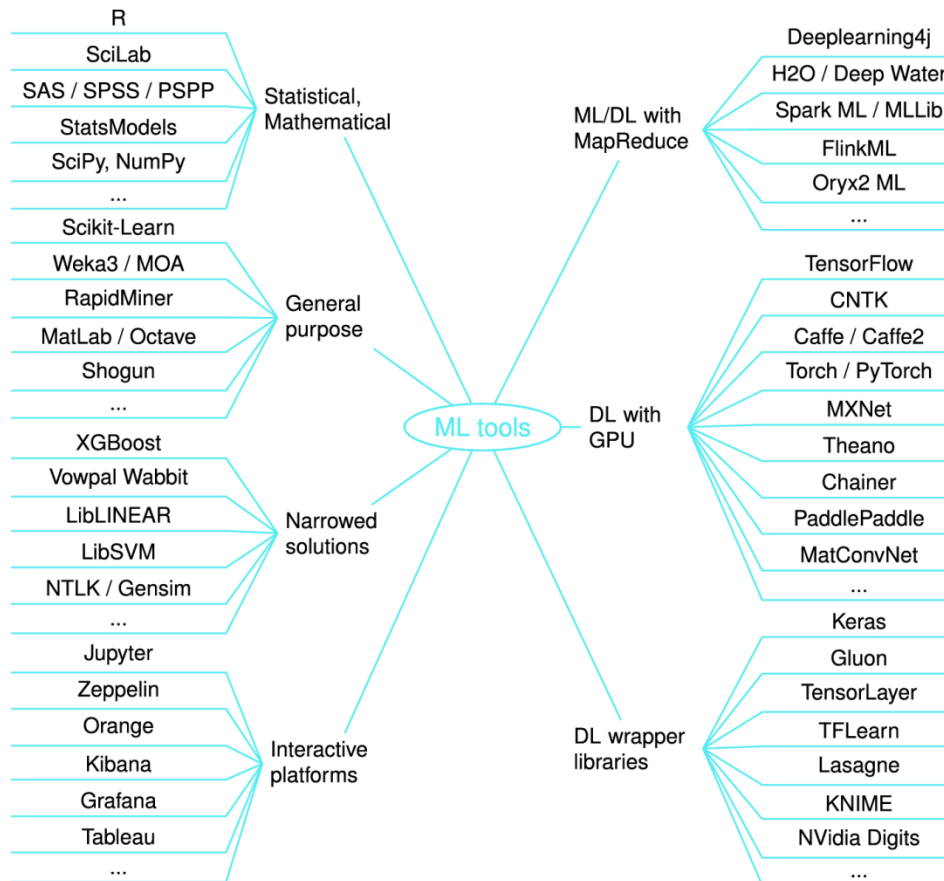 R
SciLab
SAS / SPSS / PSPP
StatsModels
SciPy, NumPy
...
Statistical,
Mathematical
Scikit-Learn
Weka3 / MOA
RapidMiner
MatLab / Octave
Shogun
...
General
purpose
XGBoost
Vowpal Wabbit
LibLINEAR
LibSVM
NTLK / Gensim
...
Narrowed
solutions
Jupyter
Zeppelin
Orange
Kibana
Grafana
Tableau
...
Interactive
platforms
ML tools
ML/DL with
MapReduce
Deeplearning4j
H2O / Deep Water
Spark ML / MLLib
FlinkML
Oryx2 ML
...
DL with
GPU
TensorFlow
CNTK
Caffe / Caffe2
Torch / PyTorch
MXNet
Theano
Chainer
PaddlePaddle
MatConvNet
...
DL wrapper
libraries
Keras
Gluon
TensorLayer
TFLearn
Lasagne
KNIME
NVidia Digits
...